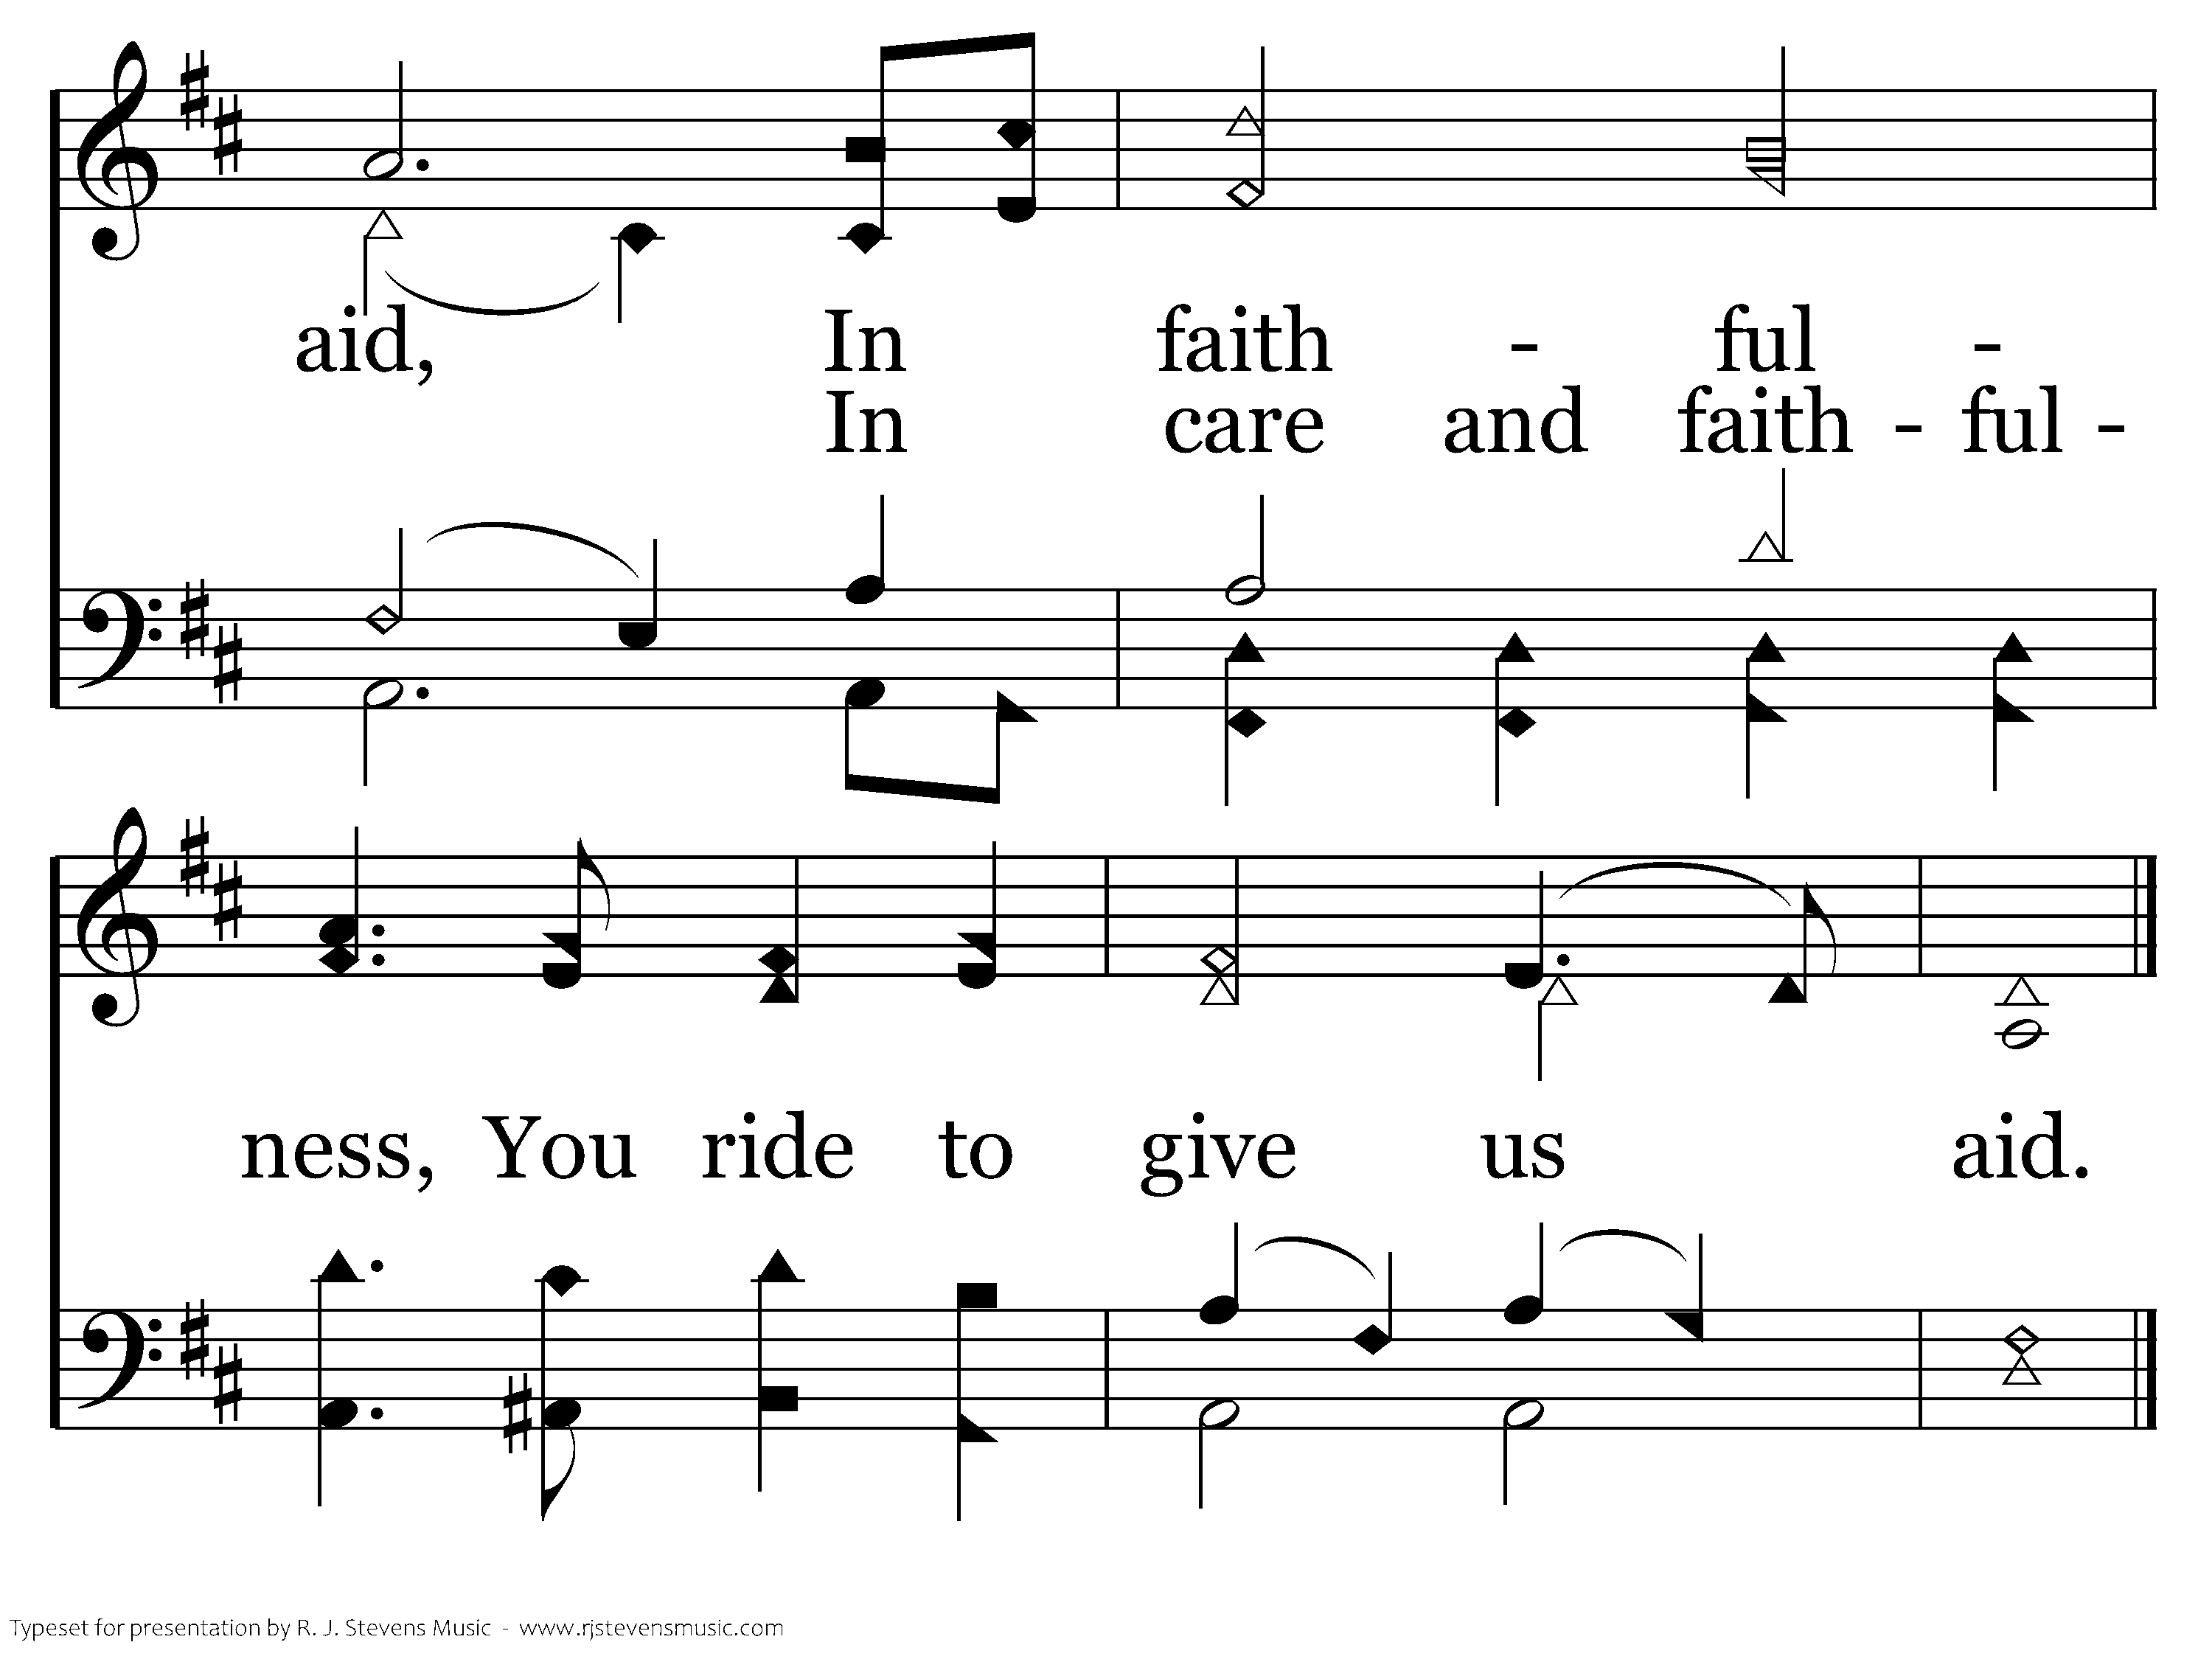 aid, In faith - ful -
In care and faith - ful -
ness, You ride to give us aid.
Typeset for presentation by R. J. Stevens Music - www.rjstevensmusic.com